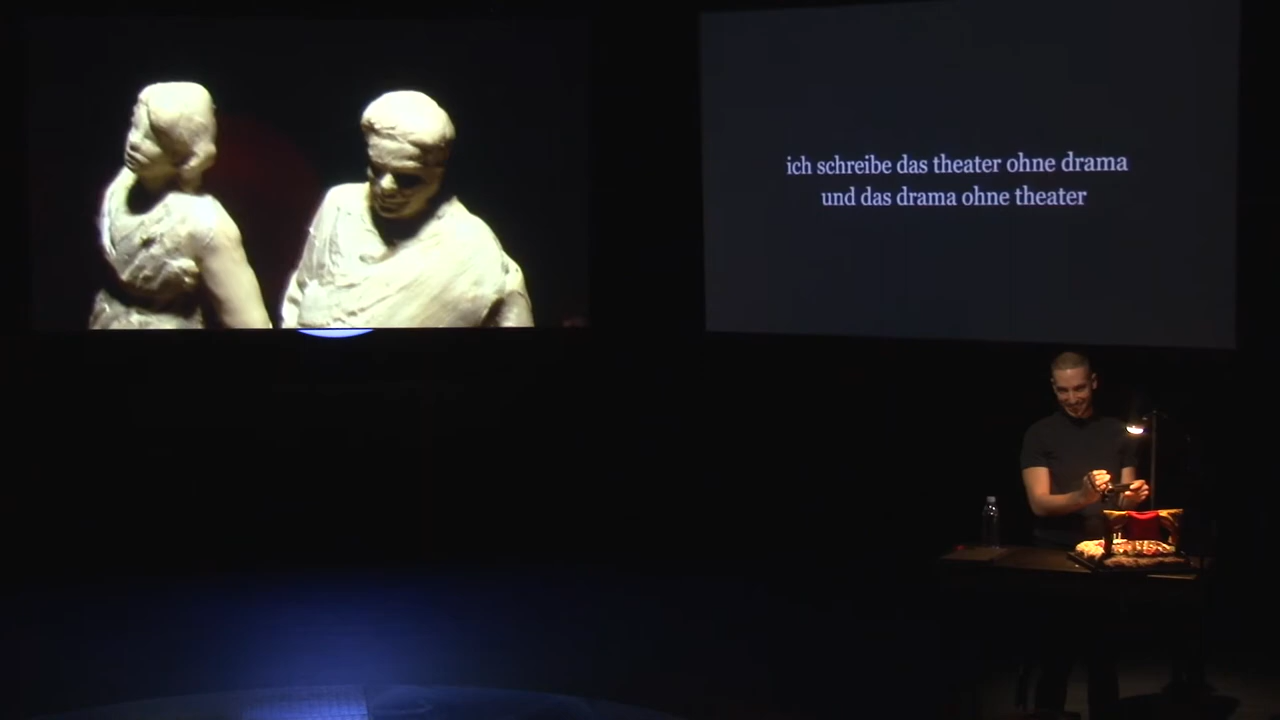 ich schreibe das theater ohne drama
und das drama ohne theater